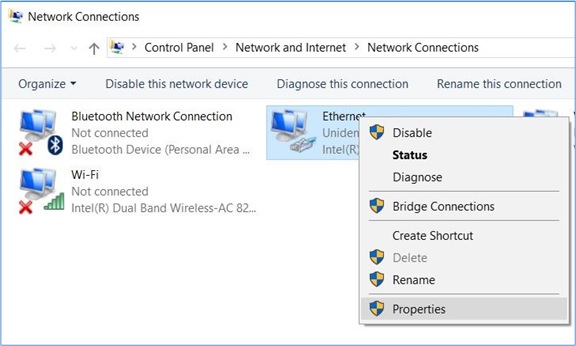 Network Connections
Control Panel > Network and Internet > Network Connections
Organize Disable this network device Diagnose this connection Rename this connection
Bluetooth Network Connection
Not connected
Bluetooth Device (Personal Area ...
Ethernet
Uniden
Intel(R)
Wi-Fi
Not connected
Intel(R) Dual Band Wireless-AC 82...
Disable
Status
Diagnose
Bridge Connections
Create Shortcut
Delete
Rename
Properties